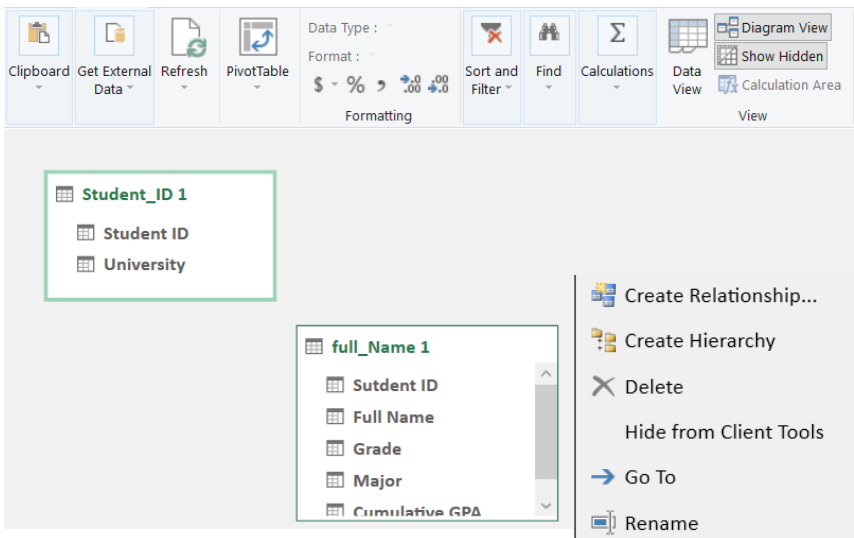 Clipboard
Get External
Data
Refresh
PivotTable
Data Type :
Format :
$ % ,
.0
.00
.00
.0
Formatting
Sort and
Filter
Find
Σ
Calculations
Data
View
Diagram View
Show Hidden
Calculation Area
View
Student_ID 1
Student ID
University
full_Name 1
Sutdent ID
Full Name
Grade
Major
Cumulative GPA
Create Relationship...
Create Hierarchy
Delete
Hide from Client Tools
Go To
Rename